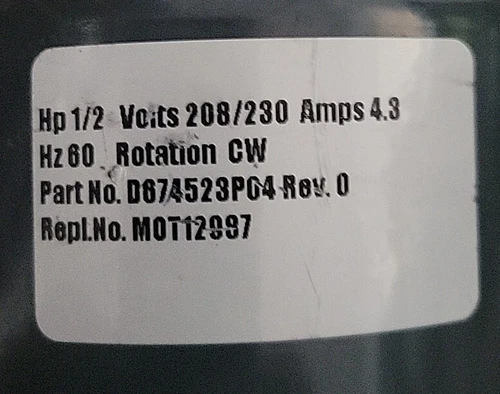 Hp 1/2 Volts 208/230 Amps 4.3
Hz 60 Rotation CW
Part No. D674523P04 Rev. 0
Repl.No. MOT12997